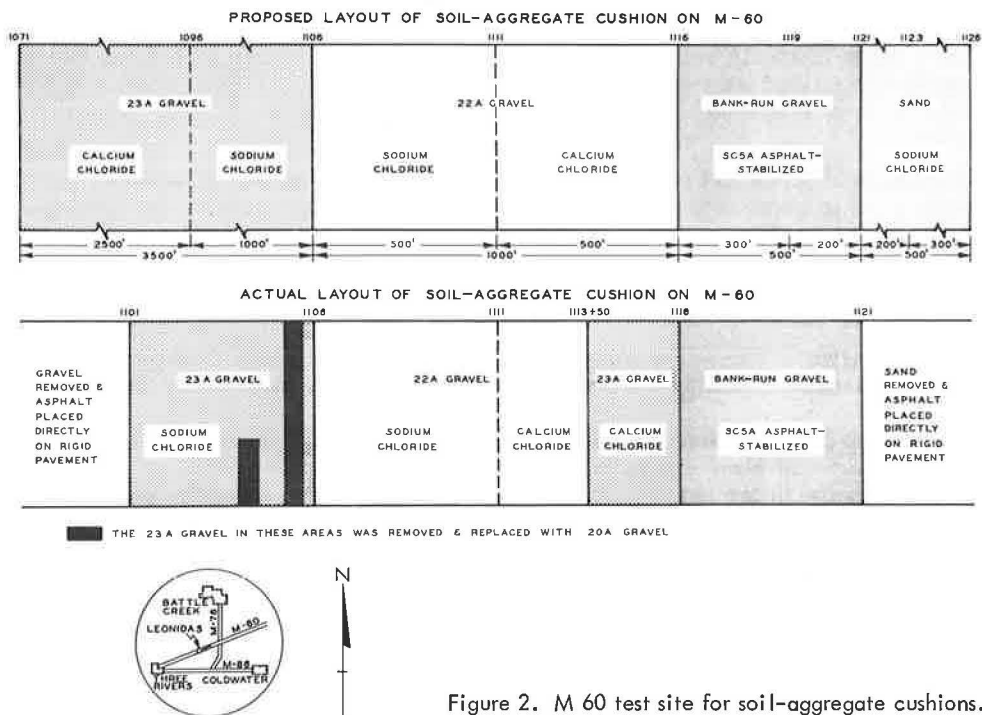 PROPOSED LAYOUT OF SOIL-AGGREGATE CUSHION ON M-60
1071 1096 1106 1111 1116 1119 1121 1123 1126
23A GRAVEL 22A GRAVEL BANK-RUN GRAVEL SAND
CALCIUM CHLORIDE
SODIUM CHLORIDE
SODIUM CHLORIDE
CALCIUM CHLORIDE
SC5A ASPHALT-STABILIZED
SODIUM CHLORIDE
2500' 1000' 500' 500' 300' 200' 200' 300'
3500' 1000' 500' 500'
ACTUAL LAYOUT OF SOIL-AGGREGATE CUSHION ON M-60
1101 1106 1111 1113+50 1116 1121
GRAVEL
REMOVED &
ASPHALT
PLACED
DIRECTLY
ON RIGID
PAVEMENT
23A GRAVEL
SODIUM
CHLORIDE
22A GRAVEL
SODIUM
CHLORIDE
CALCIUM
CHLORIDE
23A GRAVEL
CALCIUM
CHLORIDE
BANK-RUN GRAVEL
SC5A ASPHALT-
STABILIZED
SAND
REMOVED &
ASPHALT
PLACED
DIRECTLY
ON RIGID
PAVEMENT
THE 23A GRAVEL IN THESE AREAS WAS REMOVED & REPLACED WITH 20A GRAVEL
BATTLE
CREEK
LEONIDAS
M-78
M-60
M-86
THREE
RIVERS
COLDWATER
N
Figure 2. M 60 test site for soil-aggregate cushions.